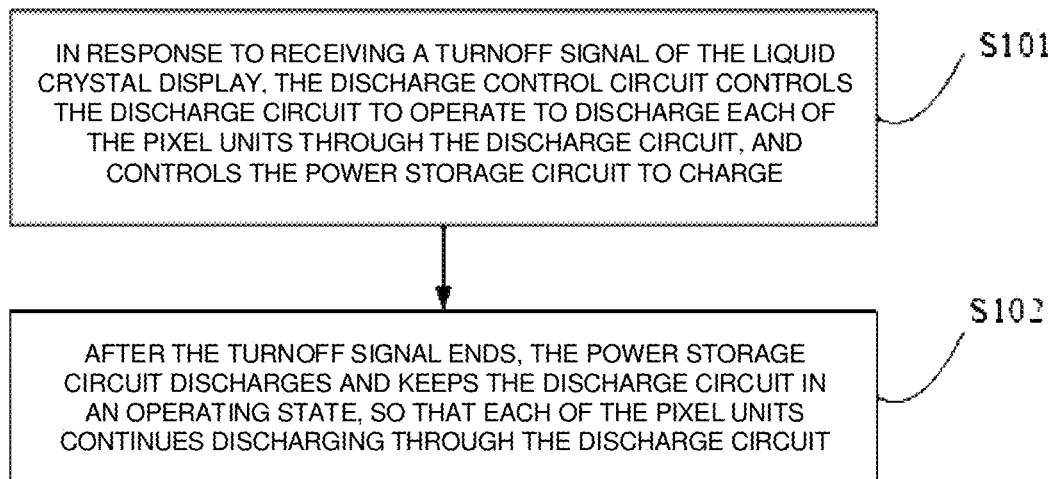 IN RESPONSE TO RECEIVING A TURNOFF SIGNAL OF THE LIQUID
CRYSTAL DISPLAY, THE DISCHARGE CONTROL CIRCUIT CONTROLS
THE DISCHARGE CIRCUIT TO OPERATE TO DISCHARGE EACH OF
THE PIXEL UNITS THROUGH THE DISCHARGE CIRCUIT, AND
CONTROLS THE POWER STORAGE CIRCUIT TO CHARGE
S101
AFTER THE TURNOFF SIGNAL ENDS, THE POWER STORAGE
CIRCUIT DISCHARGES AND KEEPS THE DISCHARGE CIRCUIT IN
AN OPERATING STATE, SO THAT EACH OF THE PIXEL UNITS
CONTINUES DISCHARGING THROUGH THE DISCHARGE CIRCUIT
S102